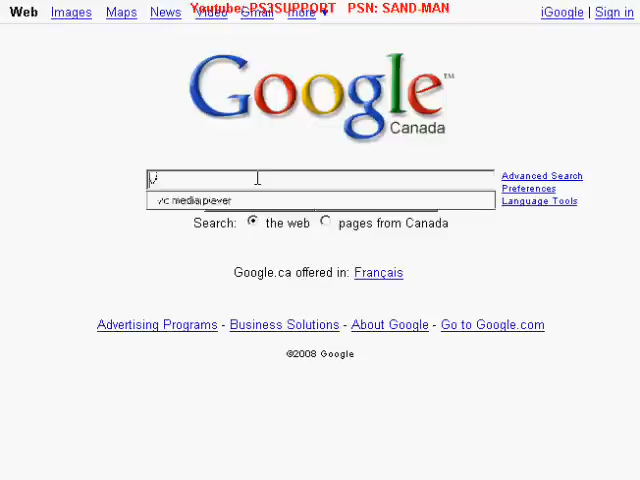 Youtube: PS3SUPPORT PSN: SAND-MAN
Web Images Maps News Video Gmail more ▼ iGoogle | Sign in
Google™
Canada
Advanced Search
vlc media player
Preferences
Language Tools
Search: the web pages from Canada
Google.ca offered in: Français
Advertising Programs - Business Solutions - About Google - Go to Google.com
©2008 Google